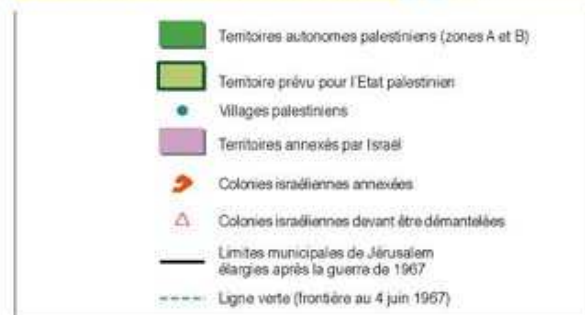 Territoires autonomes palestiniens (zones A et B)
Territoire prévu pour l'Etat palestinien
Villages palestiniens
Territoires annexés par Israël
Colonies israéliennes annexées
Colonies israéliennes devant être démantelées
Limites municipales de Jérusalem
élargies après la guerre de 1967
Ligne verte (frontière au 4 juin 1967)